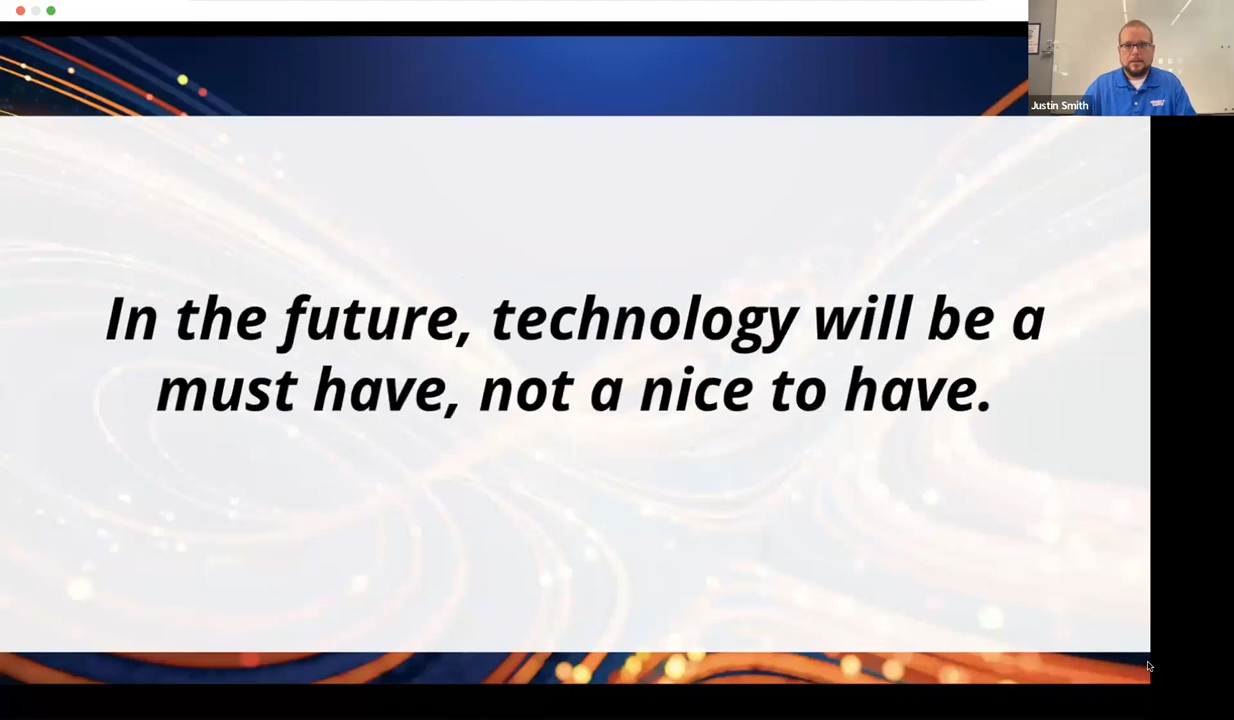 Justin Smith
In the future, technology will be a
must have, not a nice to have.